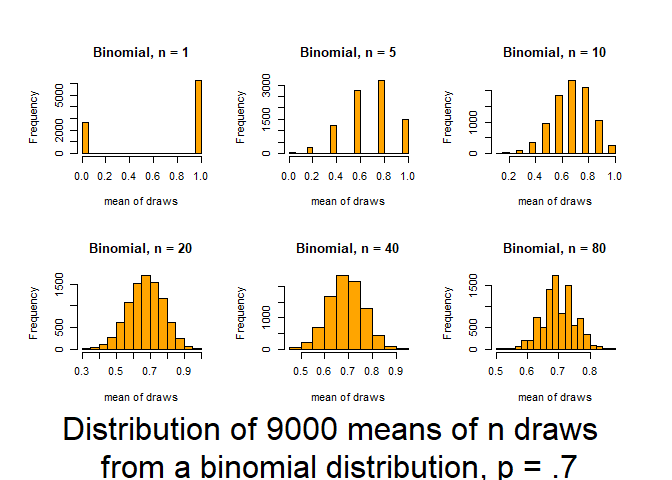 Binomial, n = 1
Frequency
0 2000 5000
0.0 0.2 0.4 0.6 0.8 1.0
mean of draws
Binomial, n = 5
Frequency
0 1500 3000
0.0 0.2 0.4 0.6 0.8 1.0
mean of draws
Binomial, n = 10
Frequency
0 1000
0.2 0.4 0.6 0.8 1.0
mean of draws
Binomial, n = 20
Frequency
0 500 1500
0.3 0.5 0.7 0.9
mean of draws
Binomial, n = 40
Frequency
0 1000
0.5 0.6 0.7 0.8 0.9
mean of draws
Binomial, n = 80
Frequency
0 500 1500
0.5 0.6 0.7 0.8
mean of draws
Distribution of 9000 means of n draws
from a binomial distribution, p = .7